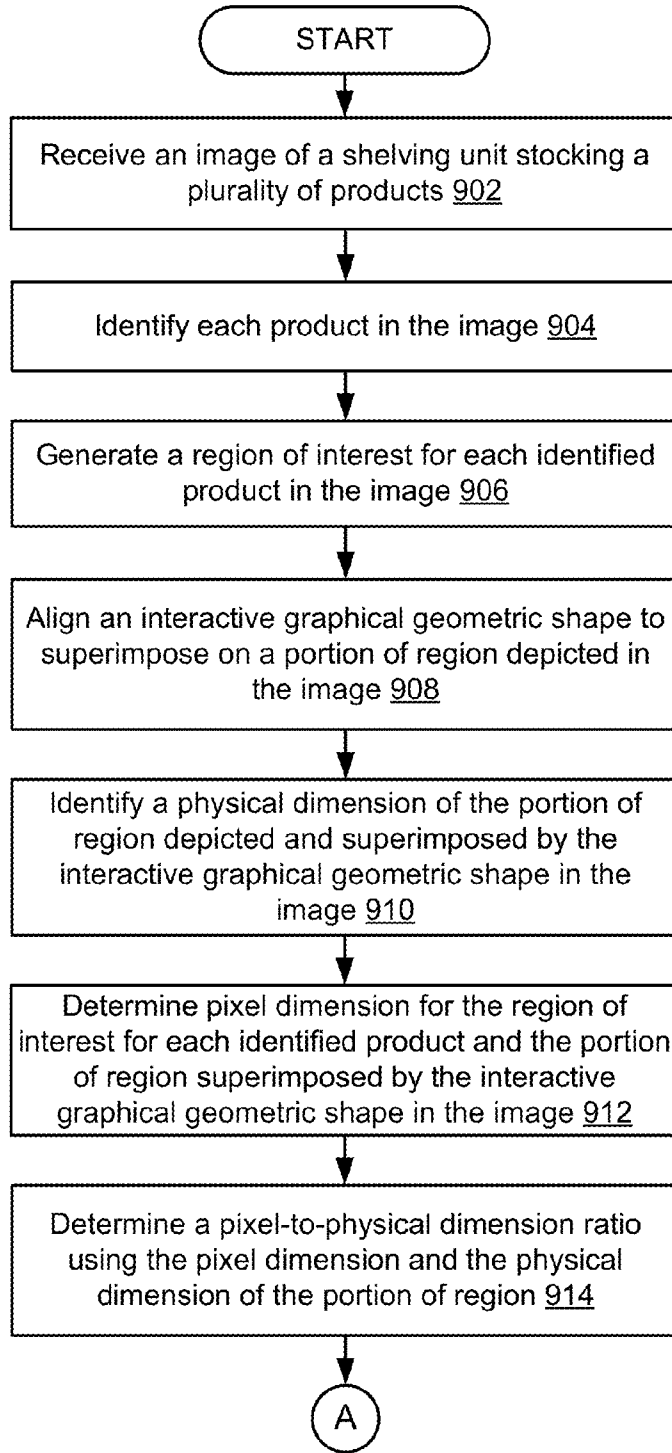 START
Receive an image of a shelving unit stocking a
plurality of products 902
Identify each product in the image 904
Generate a region of interest for each identified
product in the image 906
Align an interactive graphical geometric shape to
superimpose on a portion of region depicted in
the image 908
Identify a physical dimension of the portion of
region depicted and superimposed by the
interactive graphical geometric shape in the
image 910
Determine pixel dimension for the region of
interest for each identified product and the portion
of region superimposed by the interactive
graphical geometric shape in the image 912
Determine a pixel-to-physical dimension ratio
using the pixel dimension and the physical
dimension of the portion of region 914
A